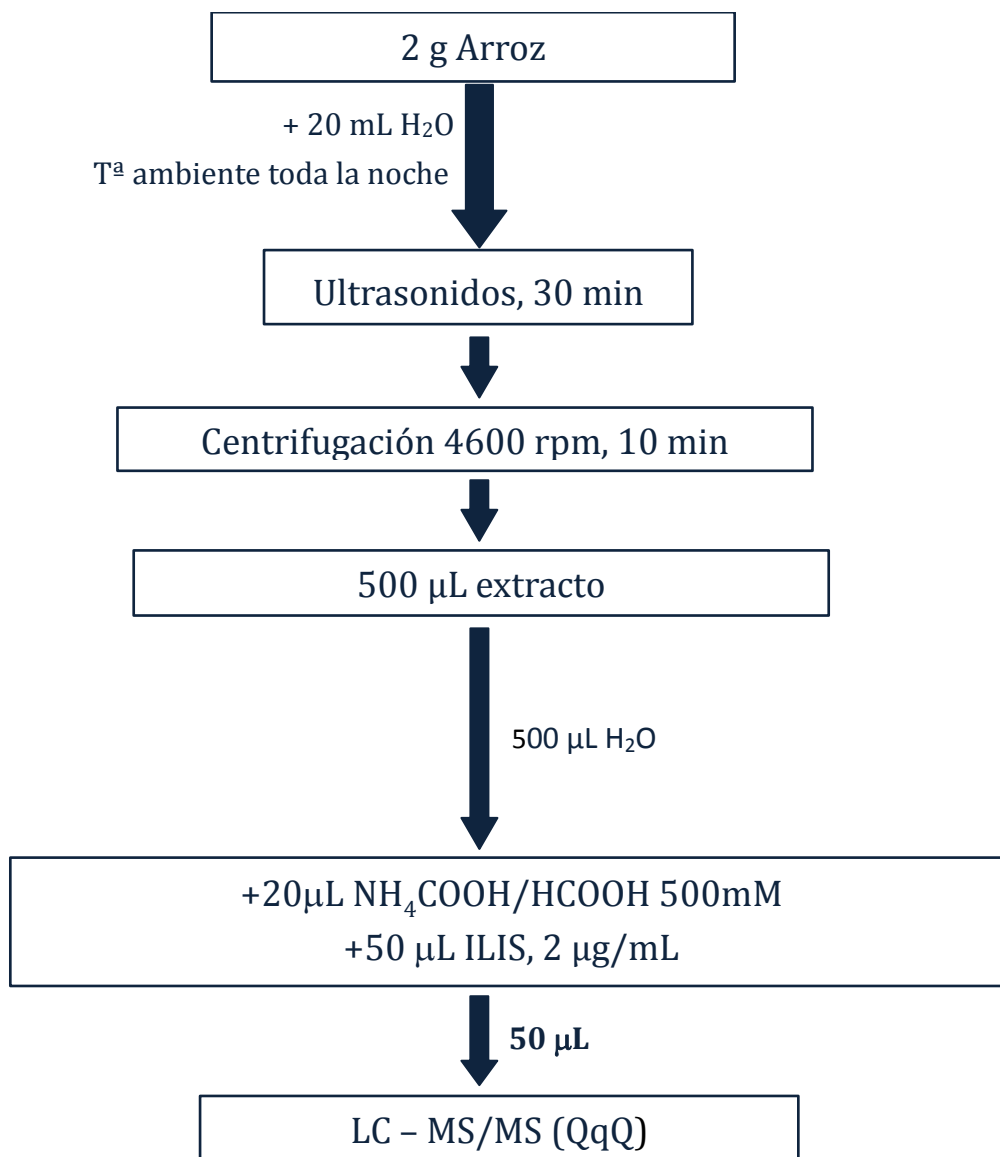 2 g Arroz
+ 20 mL H₂O
Tª ambiente toda la noche
Ultrasonidos, 30 min
Centrifugación 4600 rpm, 10 min
500 μL extracto
500 μL H₂O
+20μL NH₄COOH/HCOOH 500mM
+50 μL ILIS, 2 μg/mL
50 μL
LC – MS/MS (QqQ)